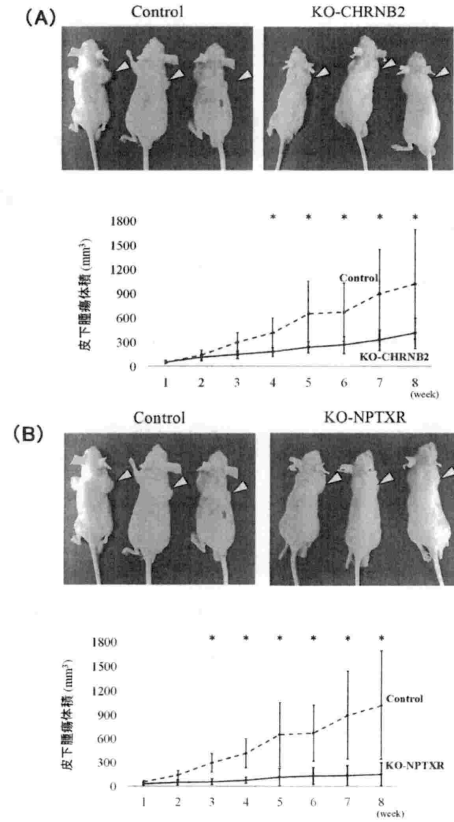 (A)
Control
KO-CHRNB2
皮下腫瘍体積 (mm³)
1800
1500
1200
900
600
300
0
* * * * *
Control
KO-CHRNB2
1 2 3 4 5 6 7 8
(week)
(B)
Control
KO-NPTXR
皮下腫瘍体積 (mm³)
1800
1500
1200
900
600
300
0
* * * * * *
Control
KO-NPTXR
1 2 3 4 5 6 7 8
(week)